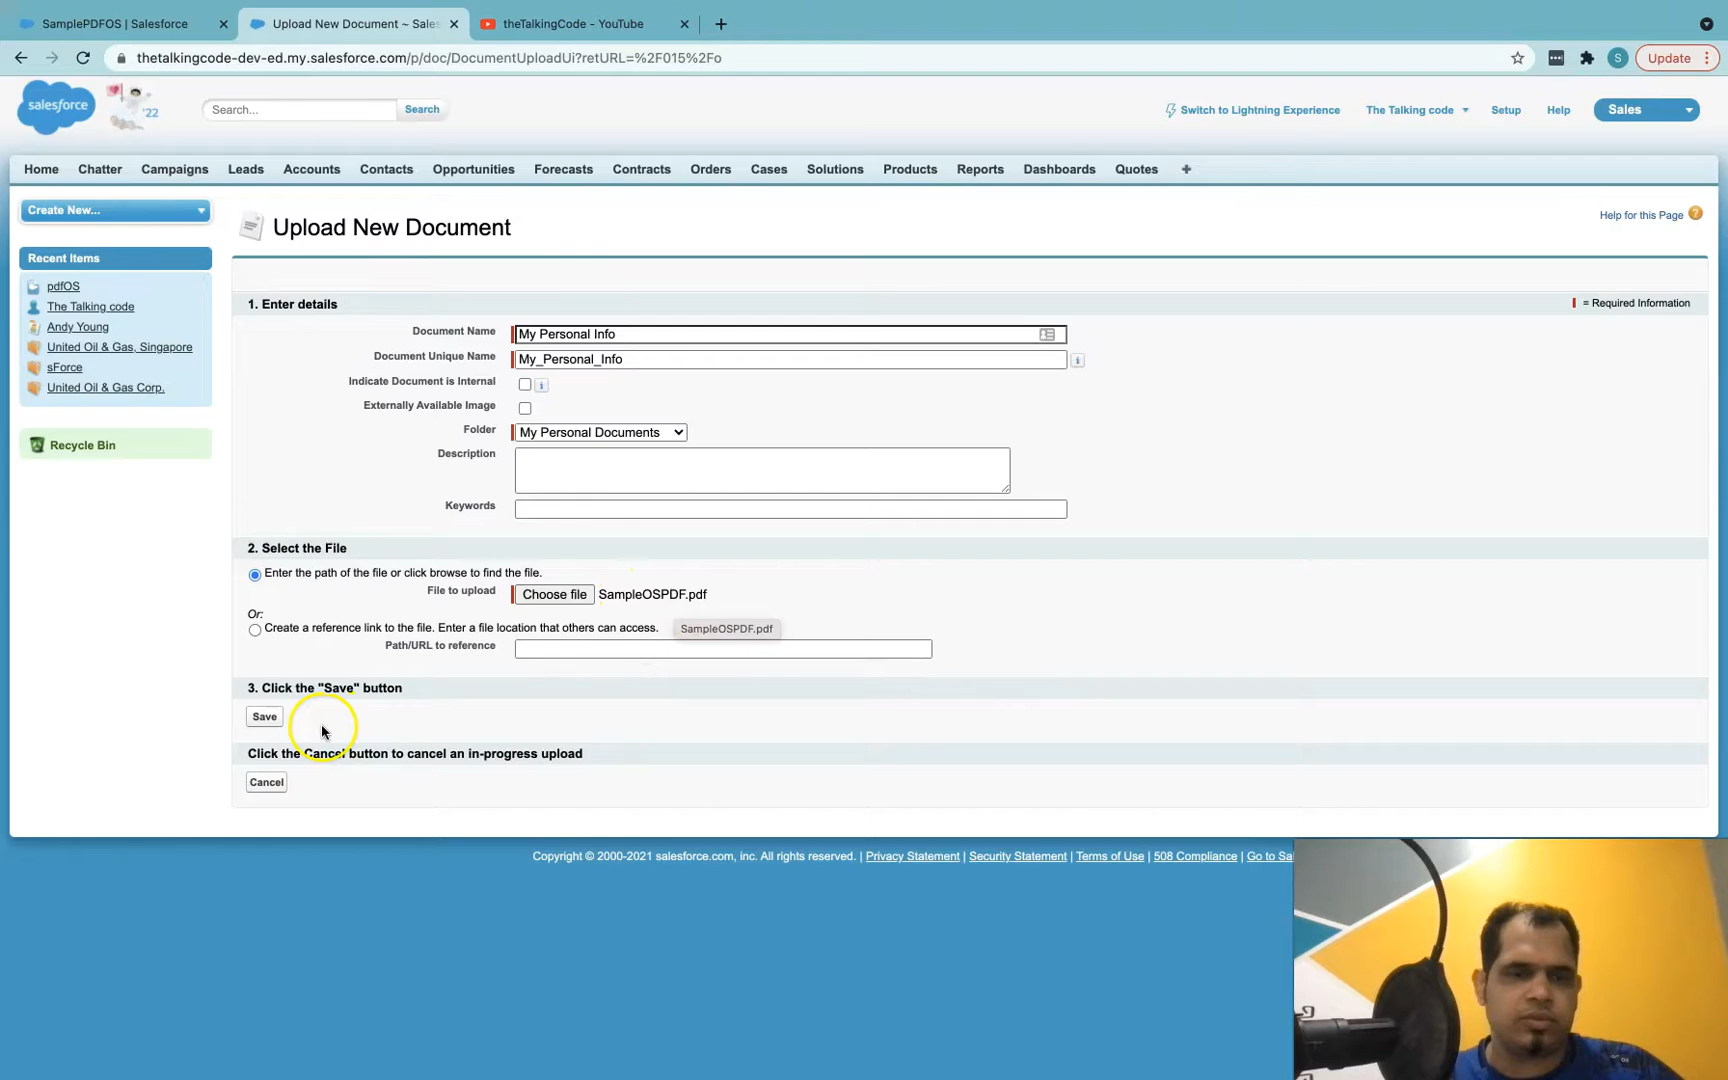 SamplePDFOS | Salesforce
Upload New Document ~ Sales
theTalkingCode - YouTube
thetalkingcode-dev-ed.my.salesforce.com/p/doc/DocumentUploadUi?retURL=%2F015%2Fo
S
Update
salesforce
'22
Search...
Search
Switch to Lightning Experience
The Talking code
Setup
Help
Sales
Home
Chatter
Campaigns
Leads
Accounts
Contacts
Opportunities
Forecasts
Contracts
Orders
Cases
Solutions
Products
Reports
Dashboards
Quotes
Create New...
Recent Items
pdfOS
The Talking code
Andy Young
United Oil & Gas, Singapore
sForce
United Oil & Gas Corp.
Recycle Bin
Upload New Document
Help for this Page
1. Enter details
= Required Information
Document Name
My Personal Info
Document Unique Name
My_Personal_Info
Indicate Document is Internal
Externally Available Image
Folder
My Personal Documents
Description
Keywords
2. Select the File
Enter the path of the file or click browse to find the file.
File to upload
Choose file
SampleOSPDF.pdf
Or:
Create a reference link to the file. Enter a file location that others can access.
SampleOSPDF.pdf
Path/URL to reference
3. Click the "Save" button
Save
Click the Cancel button to cancel an in-progress upload
Cancel
Copyright © 2000-2021 salesforce.com, inc. All rights reserved. | Privacy Statement | Security Statement | Terms of Use | 508 Compliance | Go to Sa